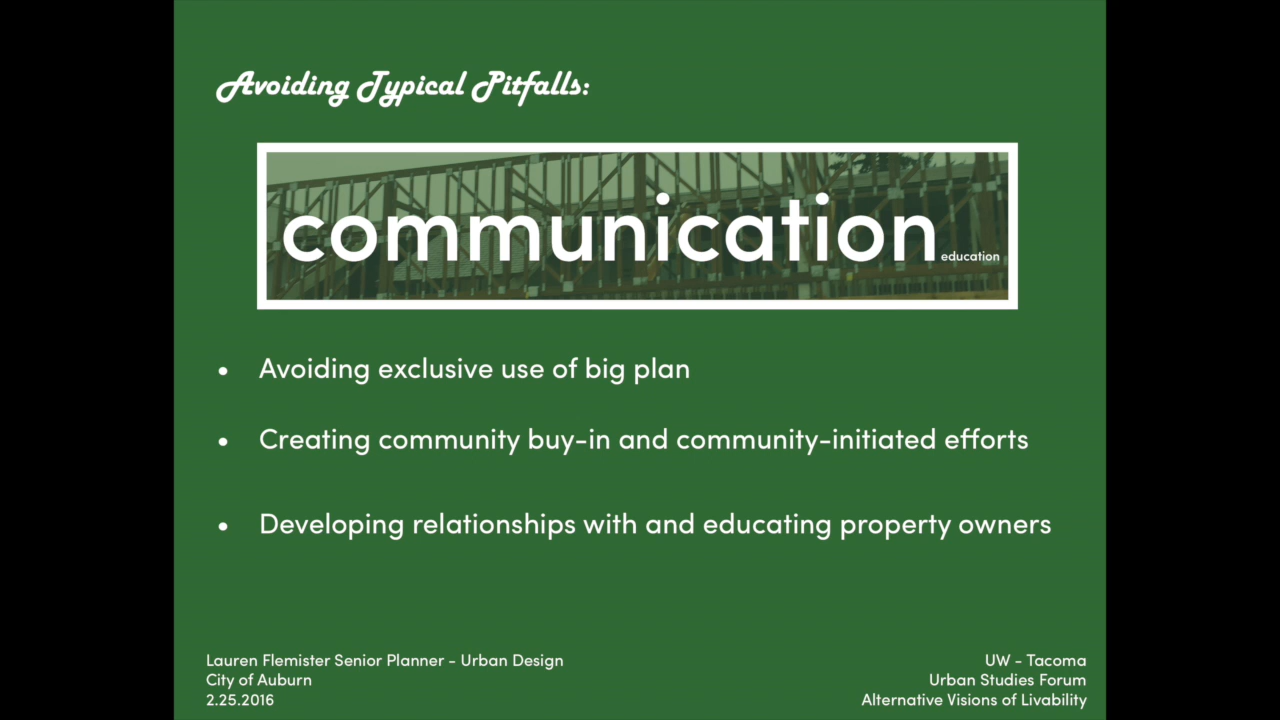 Avoiding Typical Pitfalls:
communication education
• Avoiding exclusive use of big plan
• Creating community buy-in and community-initiated efforts
• Developing relationships with and educating property owners
Lauren Flemister Senior Planner - Urban Design
City of Auburn
2.25.2016
UW - Tacoma
Urban Studies Forum
Alternative Visions of Livability